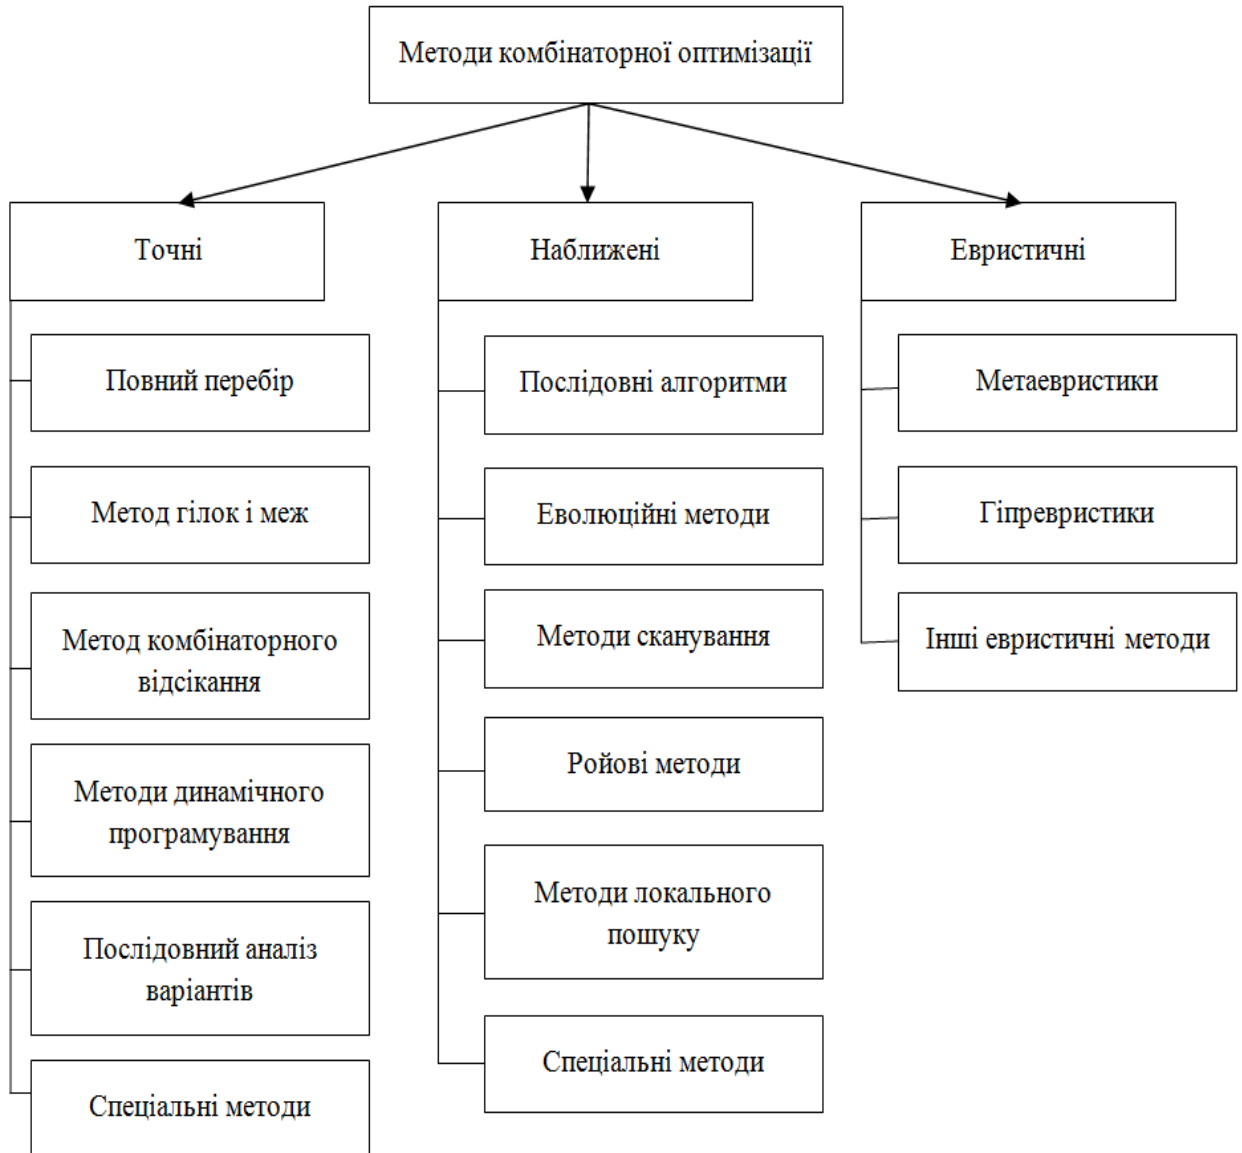 Методи комбінаторної оптимізації
Точні
Повний перебір
Метод гілок і меж
Метод комбінаторного
відсікання
Методи динамічного
програмування
Послідовний аналіз
варіантів
Спеціальні методи
Наближені
Послідовні алгоритми
Еволюційні методи
Методи сканування
Ройові методи
Методи локального
пошуку
Спеціальні методи
Евристичні
Метаевристики
Гіпревристики
Інші евристичні методи